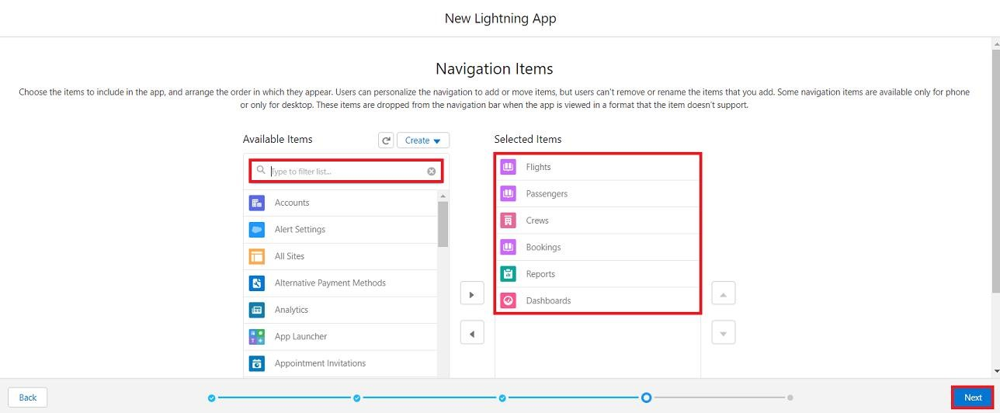 New Lightning App
Navigation Items
Choose the items to include in the app, and arrange the order in which they appear. Users can personalize the navigation to add or move items, but users can't remove or rename the items that you add. Some navigation items are available only for phone
or only for desktop. These items are dropped from the navigation bar when the app is viewed in a format that the item doesn't support.
Available Items
Create
Type to filter list...
Accounts
Alert Settings
All Sites
Alternative Payment Methods
Analytics
App Launcher
Appointment Invitations
Selected Items
Flights
Passengers
Crews
Bookings
Reports
Dashboards
Back
Next